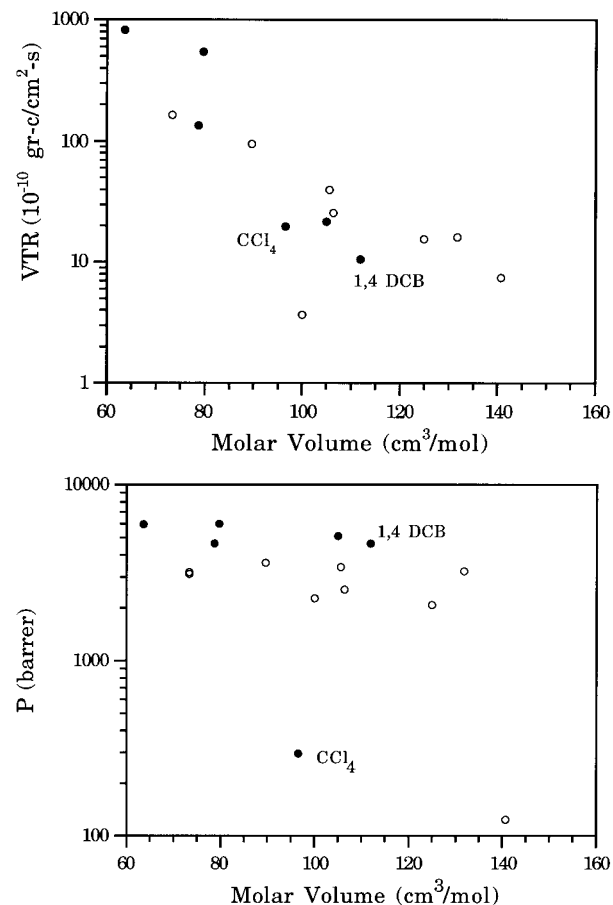 1000
100
10
1
VTR (10⁻¹⁰ gr-c/cm²-s)
CCl₄
1,4 DCB
60 80 100 120 140 160
Molar Volume (cm³/mol)
10000
1000
100
P (barrer)
1,4 DCB
CCl₄
60 80 100 120 140 160
Molar Volume (cm³/mol)